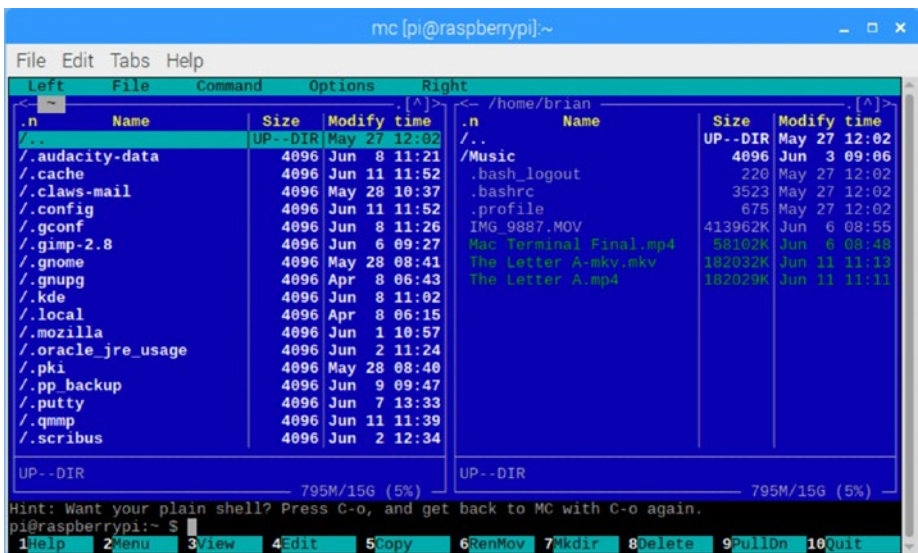 mc [pi@raspberrypi]:~
File Edit Tabs Help
Left File Command Options Right
<- ~ .[^]>
.n Name Size Modify time
/.. UP--DIR May 27 12:02
/.audacity-data 4096 Jun 8 11:21
/.cache 4096 Jun 11 11:52
/.claws-mail 4096 May 28 10:37
/.config 4096 Jun 11 11:52
/.gconf 4096 Jun 8 11:26
/.gimp-2.8 4096 Jun 6 09:27
/.gnome 4096 May 28 08:41
/.gnupg 4096 Apr 8 06:43
/.kde 4096 Jun 8 11:02
/.local 4096 Apr 8 06:15
/.mozilla 4096 Jun 1 10:57
/.oracle_jre_usage 4096 Jun 2 11:24
/.pki 4096 May 28 08:40
/.pp_backup 4096 Jun 9 09:47
/.putty 4096 Jun 7 13:33
/.qmmp 4096 Jun 11 11:39
/.scribus 4096 Jun 2 12:34
UP--DIR
795M/15G (5%)
<- /home/brian .[^]>
.n Name Size Modify time
/.. UP--DIR May 27 12:02
/Music 4096 Jun 3 09:06
.bash_logout 220 May 27 12:02
.bashrc 3523 May 27 12:02
.profile 675 May 27 12:02
IMG_9887.MOV 413962K Jun 6 08:55
Mac Terminal Final.mp4 58102K Jun 6 08:48
The Letter A-mkv.mkv 182032K Jun 11 11:13
The Letter A.mp4 182029K Jun 11 11:11
UP--DIR
795M/15G (5%)
Hint: Want your plain shell? Press C-o, and get back to MC with C-o again.
pi@raspberrypi:~ $
1Help 2Menu 3View 4Edit 5Copy 6RenMov 7Mkdir 8Delete 9PullDn 10Quit